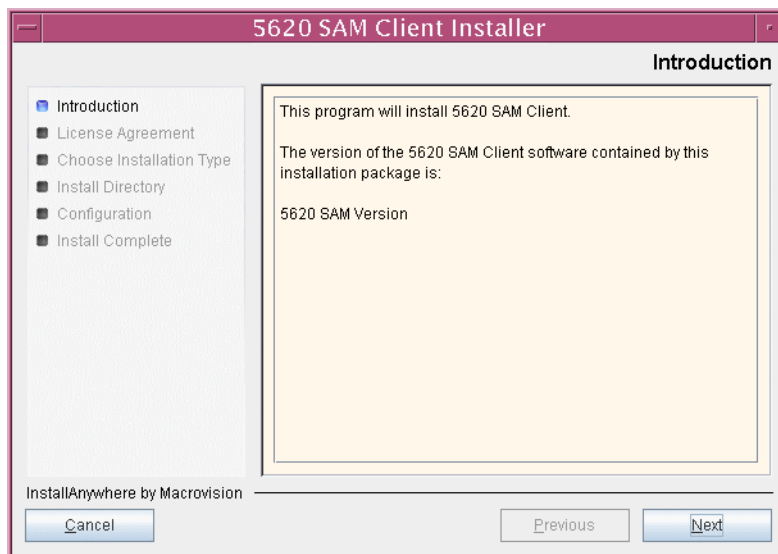 5620 SAM Client Installer
Introduction
Introduction
License Agreement
Choose Installation Type
Install Directory
Configuration
Install Complete
This program will install 5620 SAM Client.
The version of the 5620 SAM Client software contained by this
installation package is:
5620 SAM Version
InstallAnywhere by Macrovision
Cancel
Previous
Next